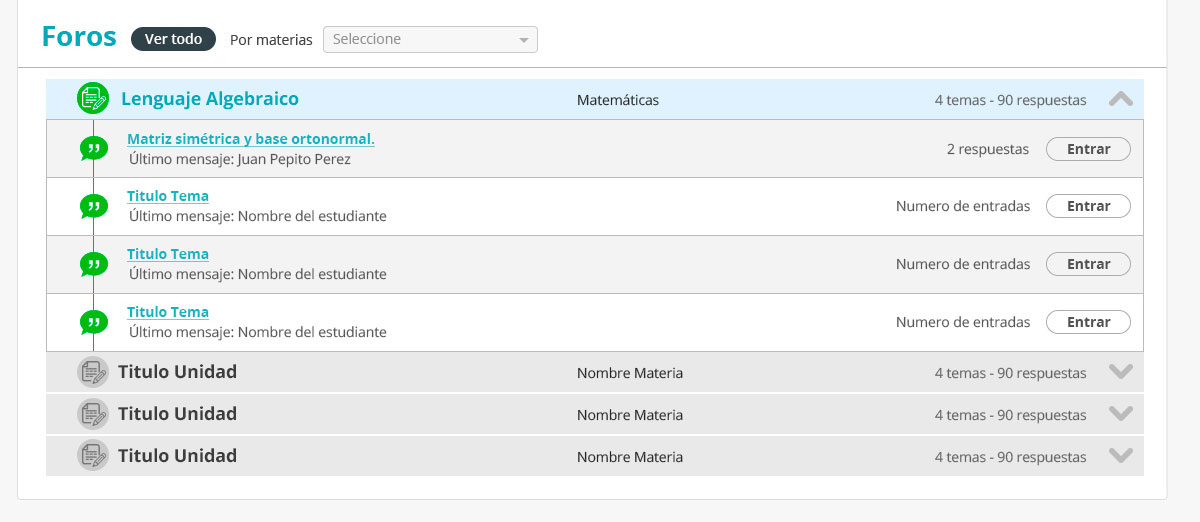 Foros Ver todo Por materias Seleccione
Lenguaje Algebraico Matemáticas 4 temas - 90 respuestas
Matriz simétrica y base ortonormal.
Último mensaje: Juan Pepito Perez 2 respuestas Entrar
Titulo Tema
Último mensaje: Nombre del estudiante Numero de entradas Entrar
Titulo Tema
Último mensaje: Nombre del estudiante Numero de entradas Entrar
Titulo Tema
Último mensaje: Nombre del estudiante Numero de entradas Entrar
Titulo Unidad Nombre Materia 4 temas - 90 respuestas
Titulo Unidad Nombre Materia 4 temas - 90 respuestas
Titulo Unidad Nombre Materia 4 temas - 90 respuestas